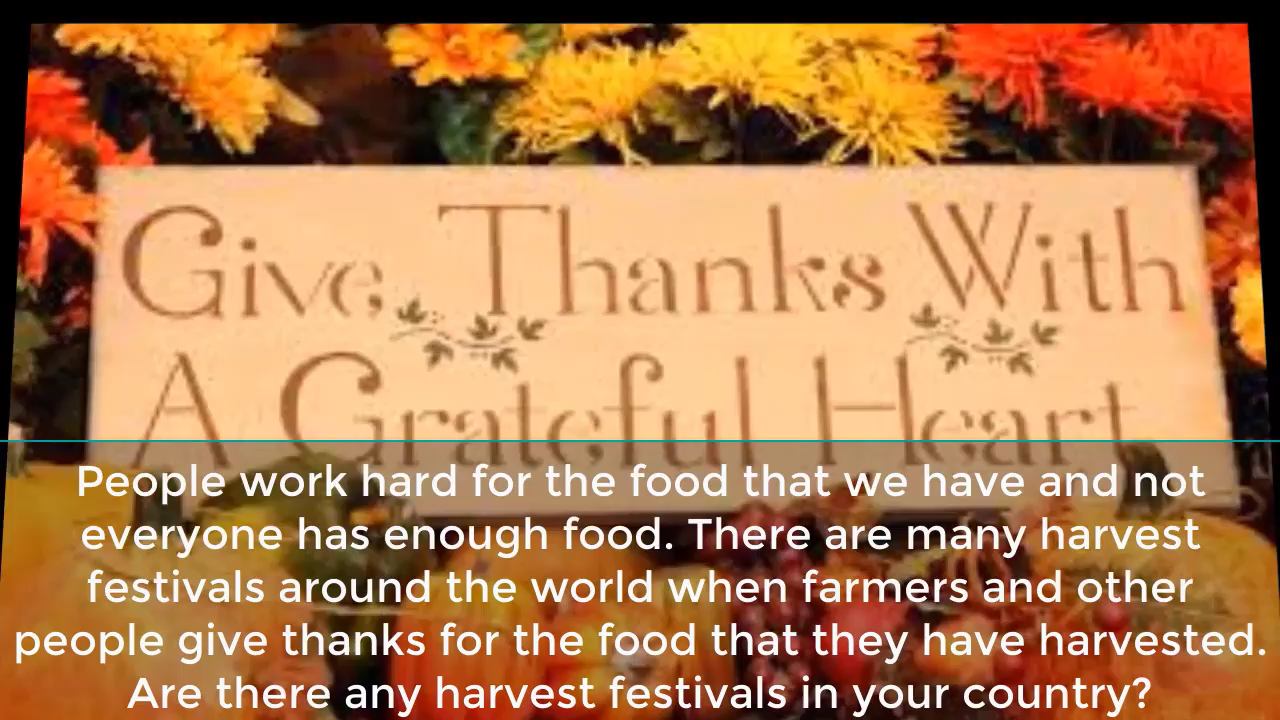 Give Thanks With
A Grateful Heart
People work hard for the food that we have and not
everyone has enough food. There are many harvest
festivals around the world when farmers and other
people give thanks for the food that they have harvested.
Are there any harvest festivals in your country?